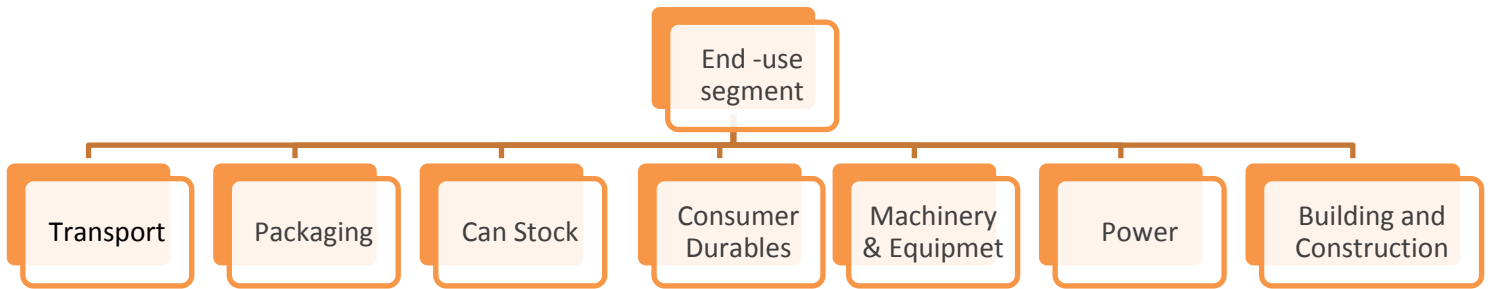 End -use
segment
Transport
Packaging
Can Stock
Consumer
Durables
Machinery
& Equipmet
Power
Building and
Construction